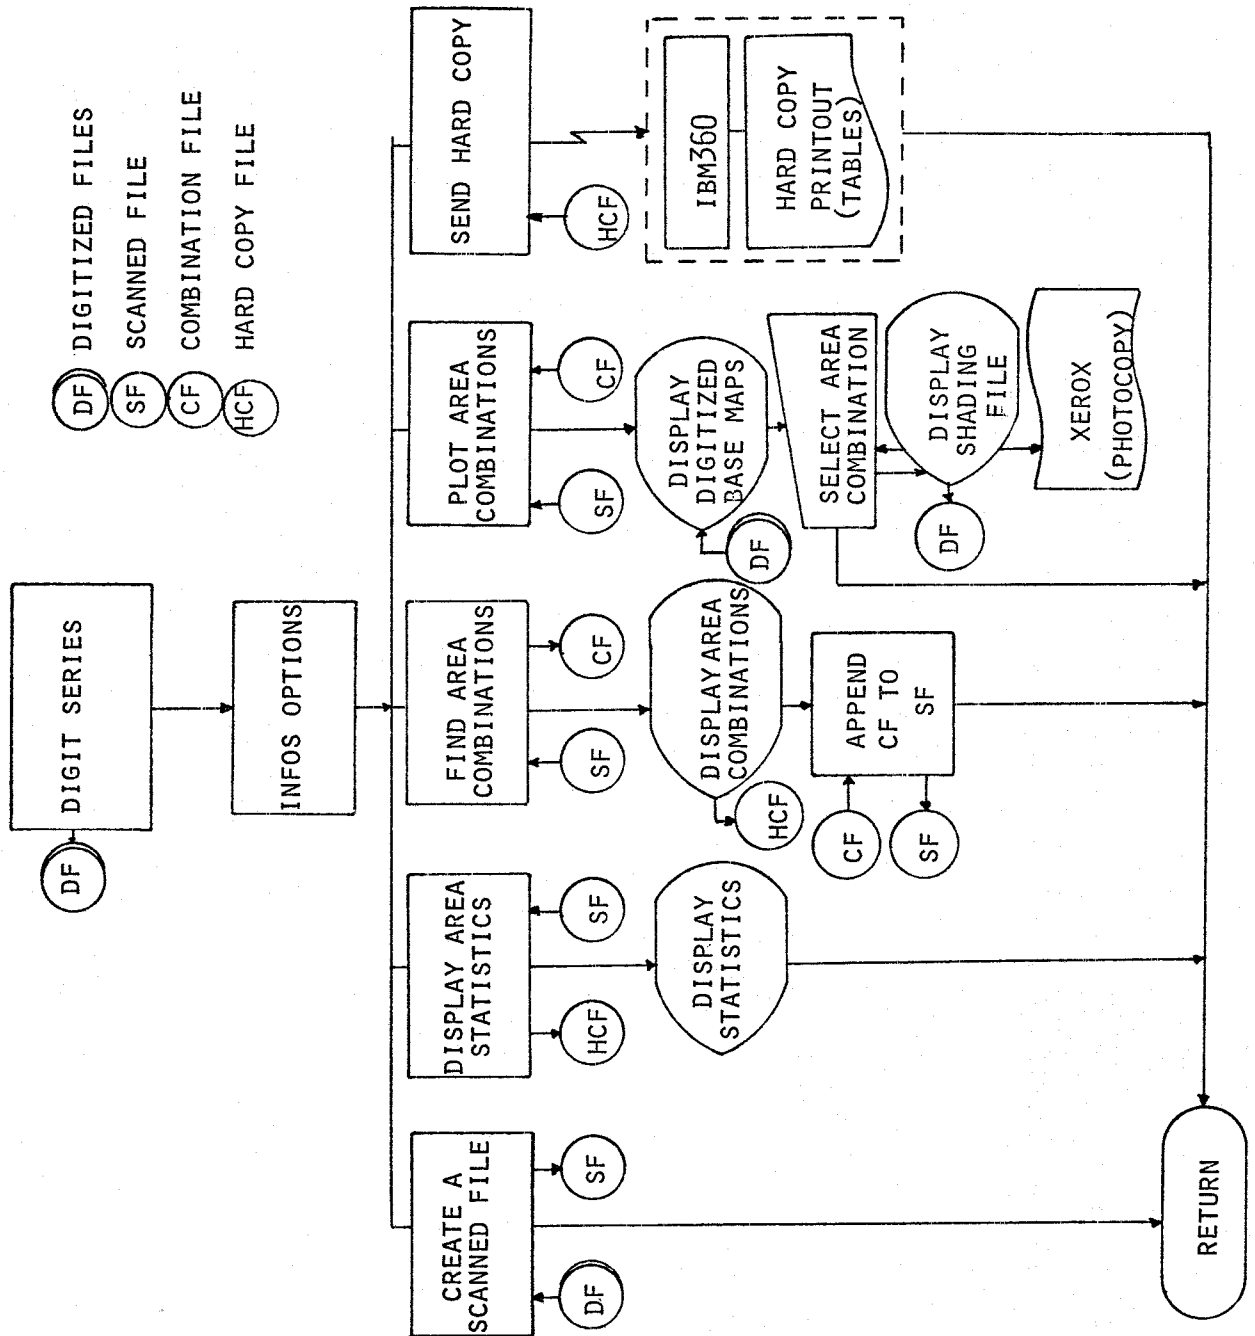 DF DIGITIZED FILES
SF SCANNED FILE
CF COMBINATION FILE
HCF HARD COPY FILE
DF
DIGIT SERIES
INFOS OPTIONS
CREATE A
SCANNED FILE
DF
SF
DISPLAY AREA
STATISTICS
HCF
SF
DISPLAY
STATISTICS
FIND AREA
COMBINATIONS
SF
CF
DISPLAY AREA
COMBINATIONS
HCF
APPEND
CF TO
SF
CF
SF
PLOT AREA
COMBINATIONS
SF
CF
DISPLAY
DIGITIZED
BASE MAPS
DF
SELECT AREA
COMBINATION
DISPLAY
SHADING
FILE
DF
XEROX
(PHOTOCOPY)
SEND HARD COPY
HCF
IBM360
HARD COPY
PRINTOUT
(TABLES)
RETURN